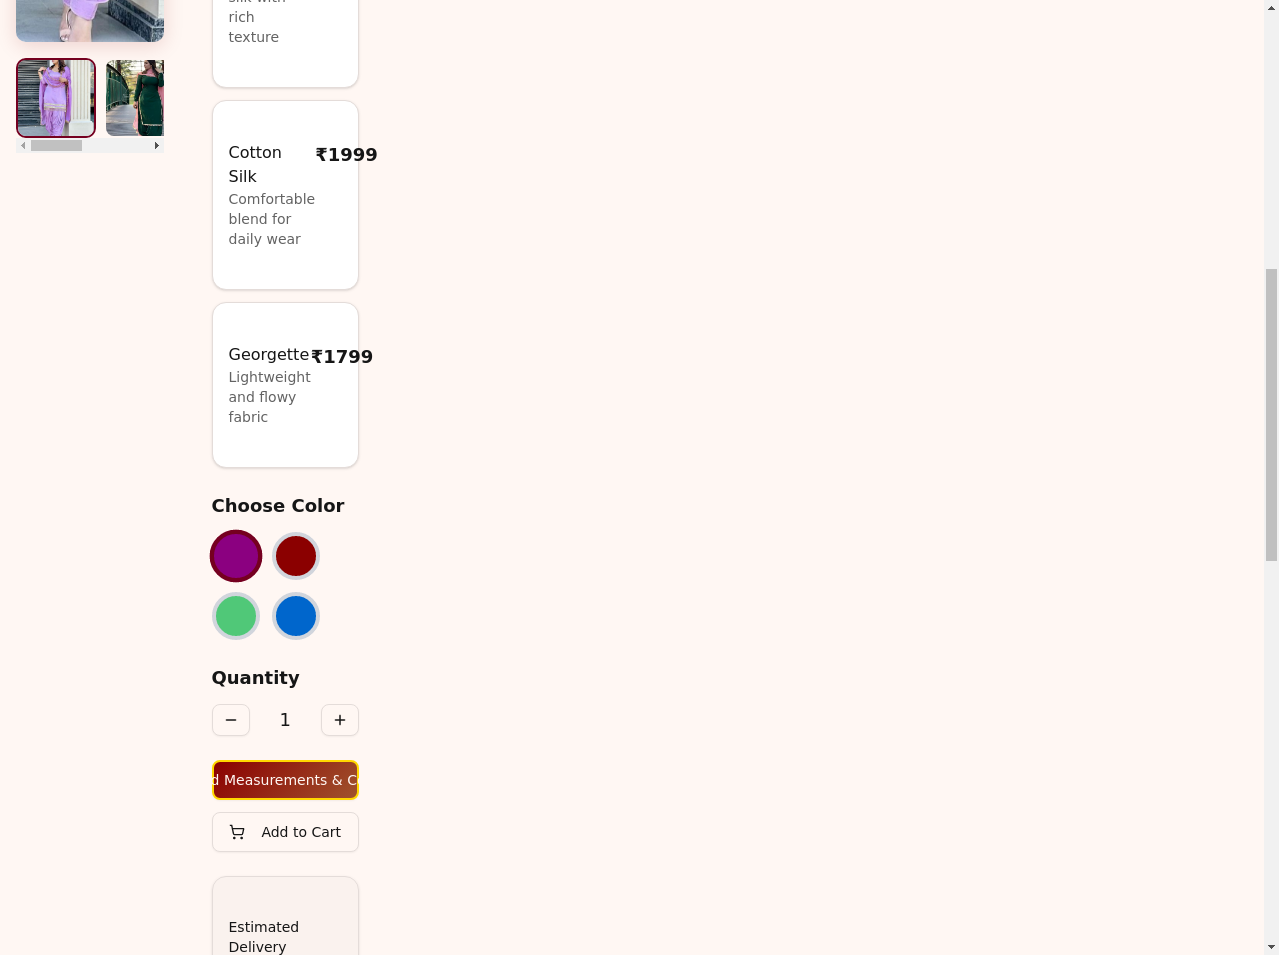 rich
texture
Cotton
Silk
₹1999
Comfortable
blend for
daily wear
Georgette
₹1799
Lightweight
and flowy
fabric
Choose Color
Quantity
1
Measurements &
Add to Cart
Estimated
Delivery